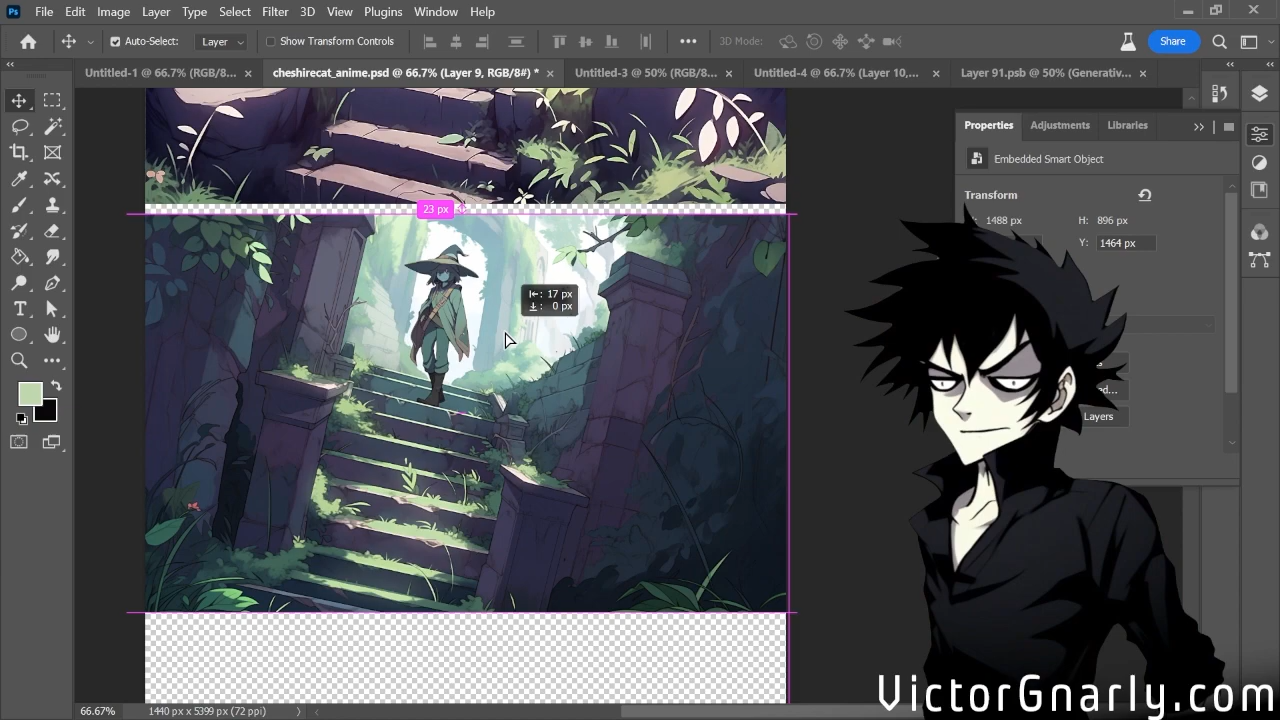 Ps File Edit Image Layer Type Select Filter 3D View Plugins Window Help
Auto-Select: Layer Show Transform Controls 3D Mode: Share
Untitled-1 @ 66.7% (RGB/8... × cheshirecat_anime.psd @ 66.7% (Layer 9, RGB/8#) * × Untitled-3 @ 50% (RGB/8... × Untitled-4 @ 66.7% (Layer 10,... × Layer 91.psb @ 50% (Generativ... ×
Properties Adjustments Libraries
Embedded Smart Object
Transform
1488 px H: 896 px
Y: 1464 px
23 px
17 px
0 px
ed...
Layers
VictorGnarly.com
66.67% 1440 px x 5399 px (72 ppi)